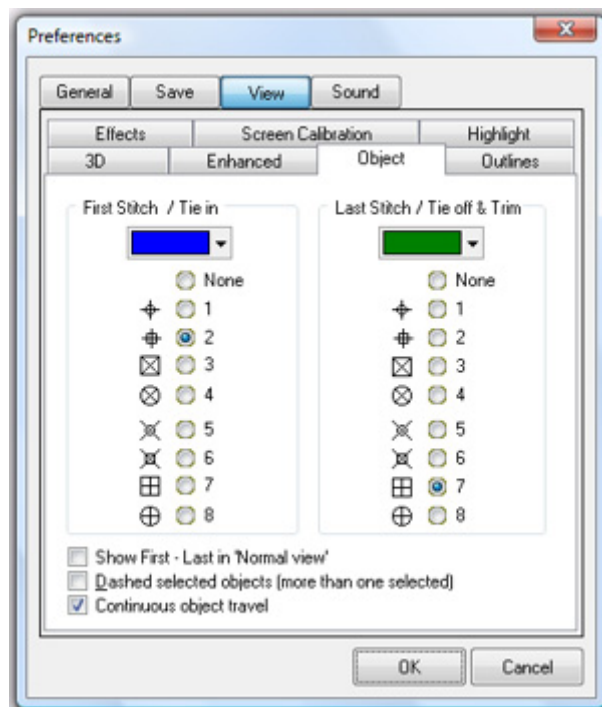 Preferences
General Save View Sound
Effects Screen Calibration Highlight
3D Enhanced Object Outlines
First Stitch / Tie in
None
1
2
3
4
5
6
7
8
Last Stitch / Tie off & Trim
None
1
2
3
4
5
6
7
8
Show First - Last in 'Normal view'
Dashed selected objects (more than one selected)
Continuous object travel
OK Cancel